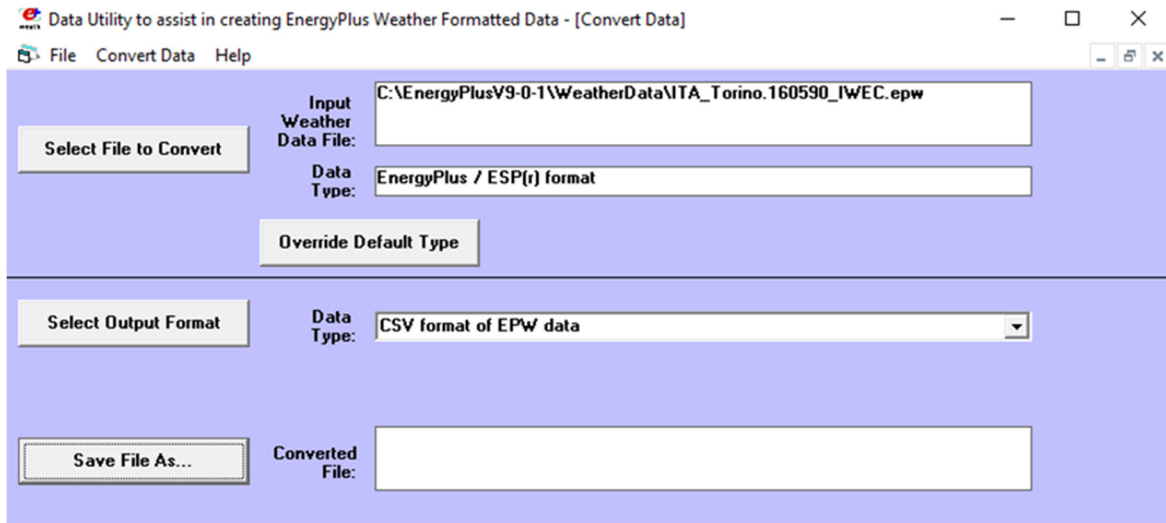 Data Utility to assist in creating EnergyPlus Weather Formatted Data - [Convert Data]
File Convert Data Help
Select File to Convert
Input
Weather
Data File:
C:\EnergyPlusV9-0-1\WeatherData\ITA_Torino.160590_IWEC.epw
Data
Type:
EnergyPlus / ESP(r) format
Override Default Type
Select Output Format
Data
Type:
CSV format of EPW data
Save File As...
Converted
File: